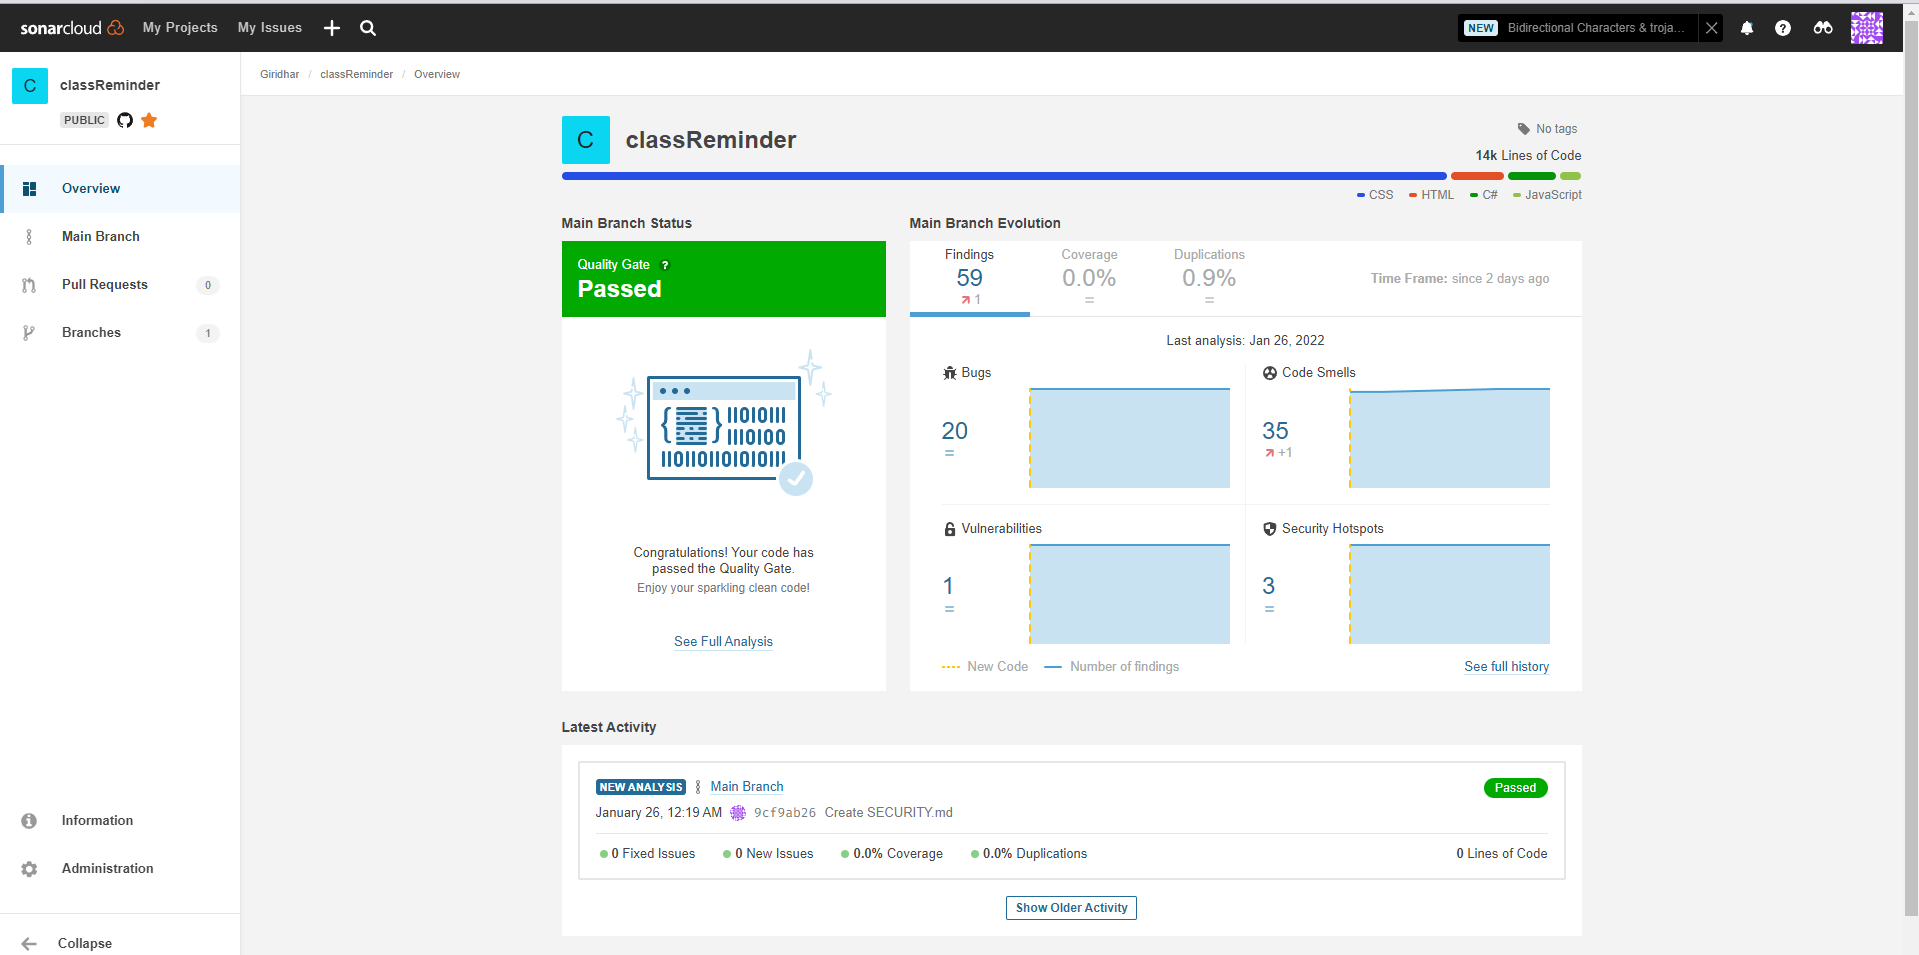 sonarcloud My Projects My Issues NEW Bidirectional Characters & troja...
C classReminder
PUBLIC
Overview
Main Branch
Pull Requests 0
Branches 1
Information
Administration
Collapse
Giridhar / classReminder / Overview
C classReminder
No tags
14k Lines of Code
CSS HTML C# JavaScript
Main Branch Status
Quality Gate ?
Passed
{ } IIOIOIII
IIIOIOO
IIOIIOIIOIOIOIII
Congratulations! Your code has
passed the Quality Gate.
Enjoy your sparkling clean code!
See Full Analysis
Main Branch Evolution
Findings Coverage Duplications
59 0.0% 0.9%
1 = =
Time Frame: since 2 days ago
Last analysis: Jan 26, 2022
Bugs
20
=
Code Smells
35
+1
Vulnerabilities
1
=
Security Hotspots
3
=
New Code Number of findings See full history
Latest Activity
NEW ANALYSIS Main Branch Passed
January 26, 12:19 AM 9cf9ab26 Create SECURITY.md
0 Fixed Issues 0 New Issues 0.0% Coverage 0.0% Duplications 0 Lines of Code
Show Older Activity